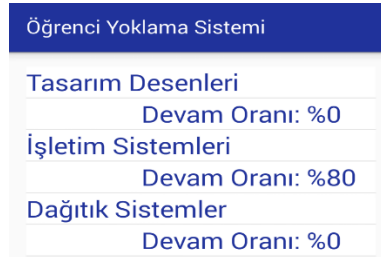 Öğrenci Yoklama Sistemi
Tasarım Desenleri
Devam Oranı: %0
İşletim Sistemleri
Devam Oranı: %80
Dağıtık Sistemler
Devam Oranı: %0